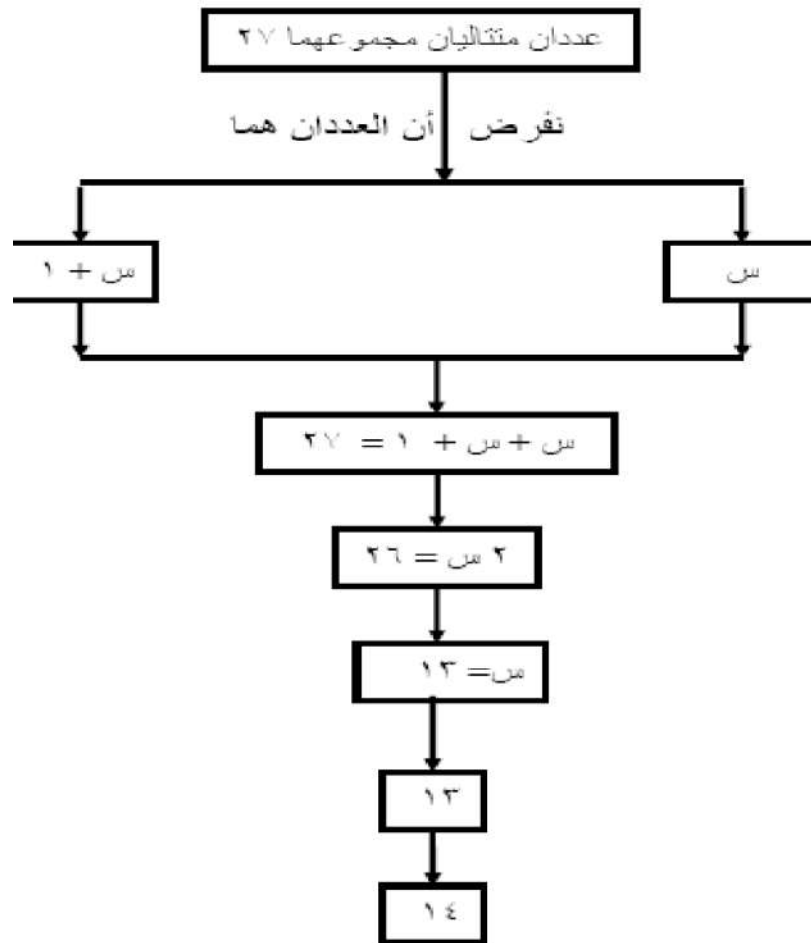 عددان متتاليان مجموعهما ٢٧
نفرض أن العددان هما
س
س + ١
س + س + ١ = ٢٧
٢ س = ٢٦
س= ١٣
١٣
١٤